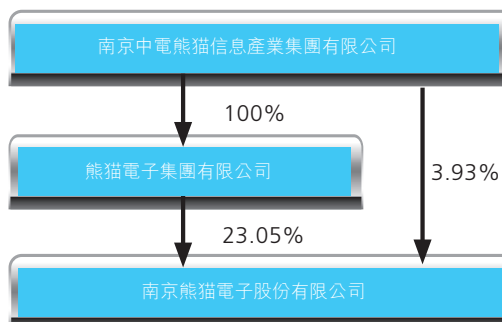 南京中電熊猫信息產業集團有限公司
100%
熊猫電子集團有限公司
3.93%
23.05%
南京熊猫電子股份有限公司